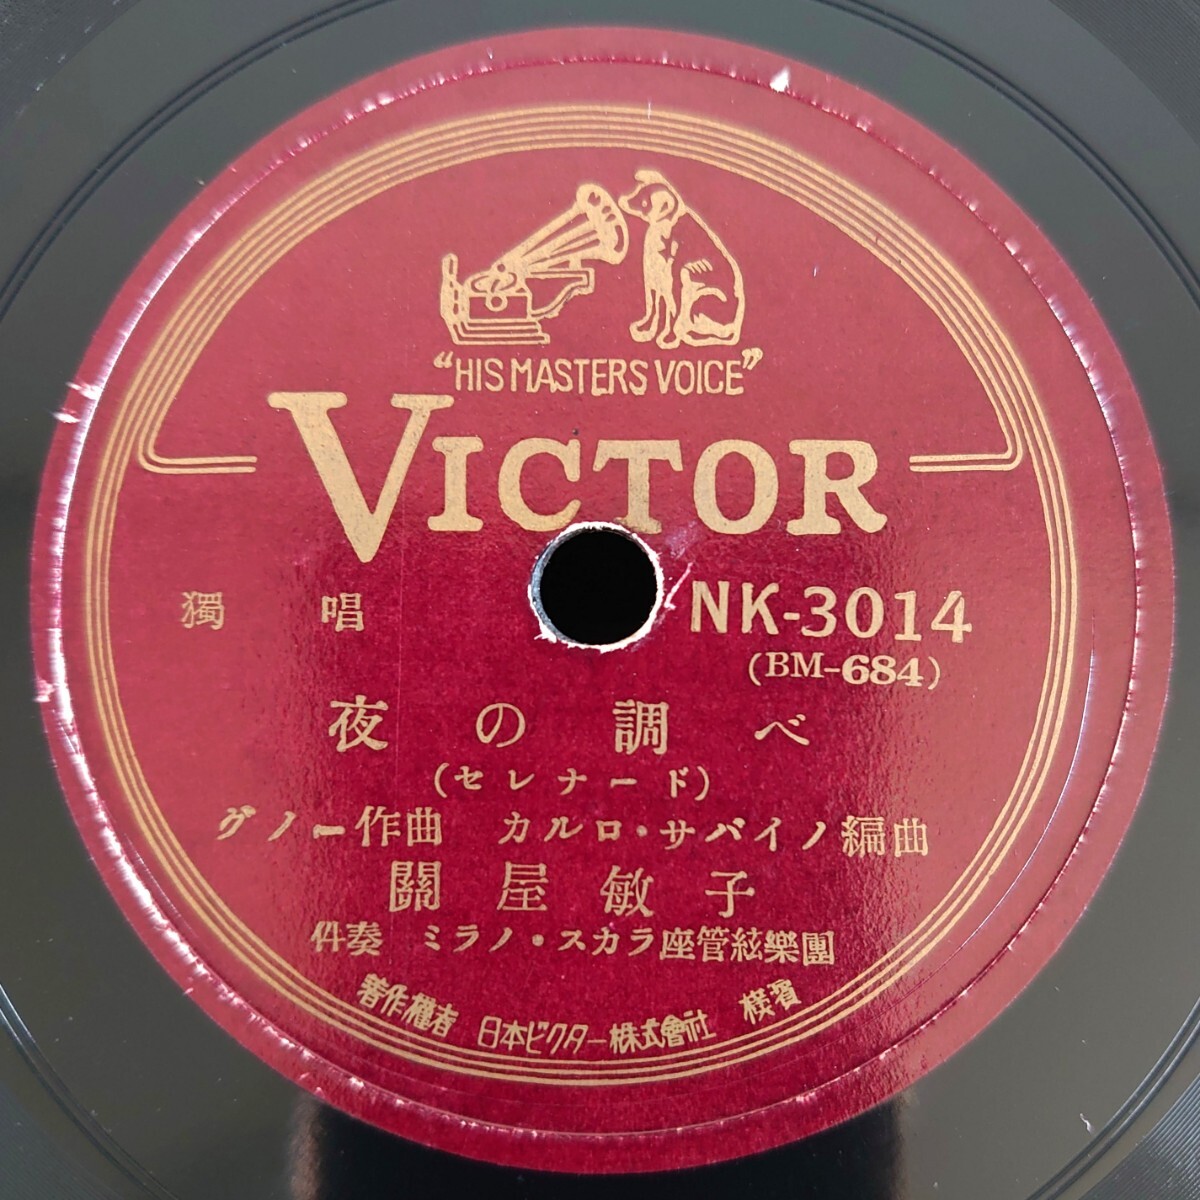 “HIS MASTERS VOICE”
VICTOR
獨唱
NK-3014
(BM-684)
夜の調べ
(セレナード)
グノー作曲 カルロ・サバイノ編曲
關屋敏子
伴奏 ミラノ・スカラ座管絃樂團
著作權者 日本ビクター株式會社 橫濱